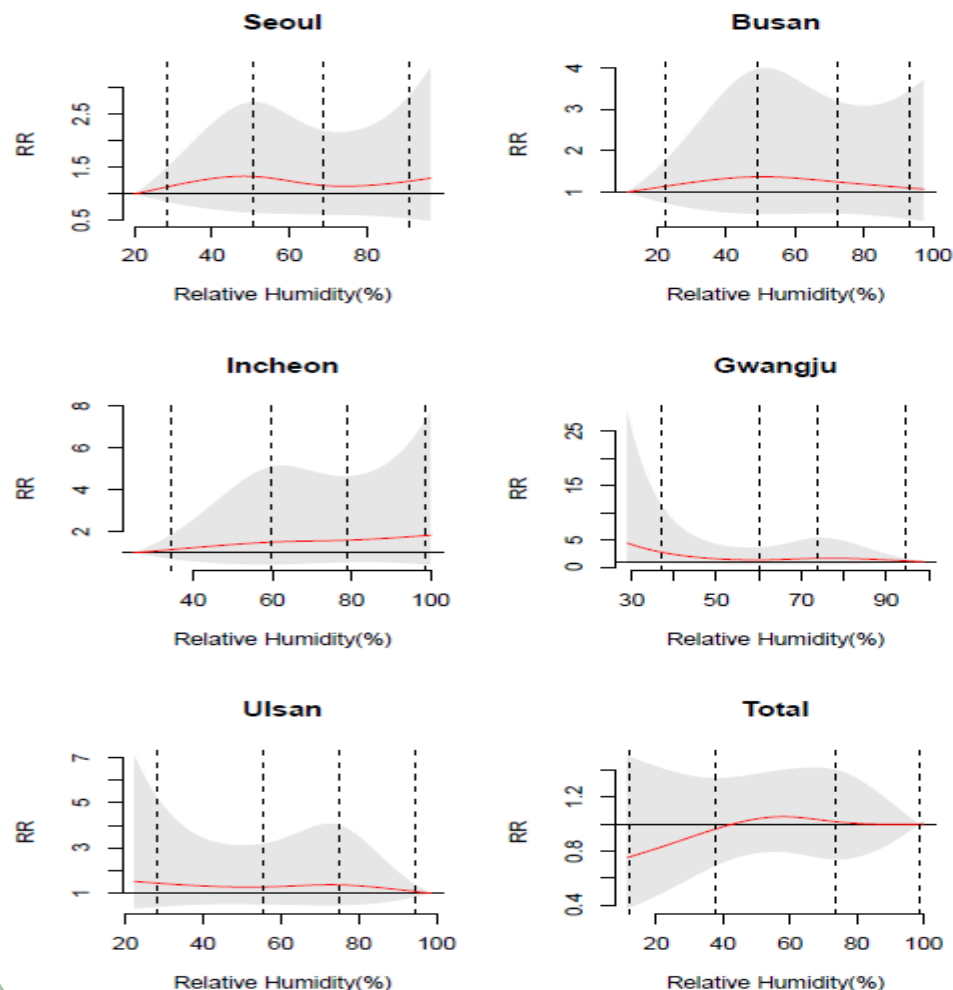 Seoul
RR
0.5 1.5 2.5
20 40 60 80
Relative Humidity(%)
Busan
RR
1 2 3 4
20 40 60 80 100
Relative Humidity(%)
Incheon
RR
2 4 6 8
40 60 80 100
Relative Humidity(%)
Gwangju
RR
0 5 15 25
30 50 70 90
Relative Humidity(%)
Ulsan
RR
1 3 5 7
20 40 60 80 100
Relative Humidity(%)
Total
RR
0.4 0.8 1.2
20 40 60 80 100
Relative Humidity(%)